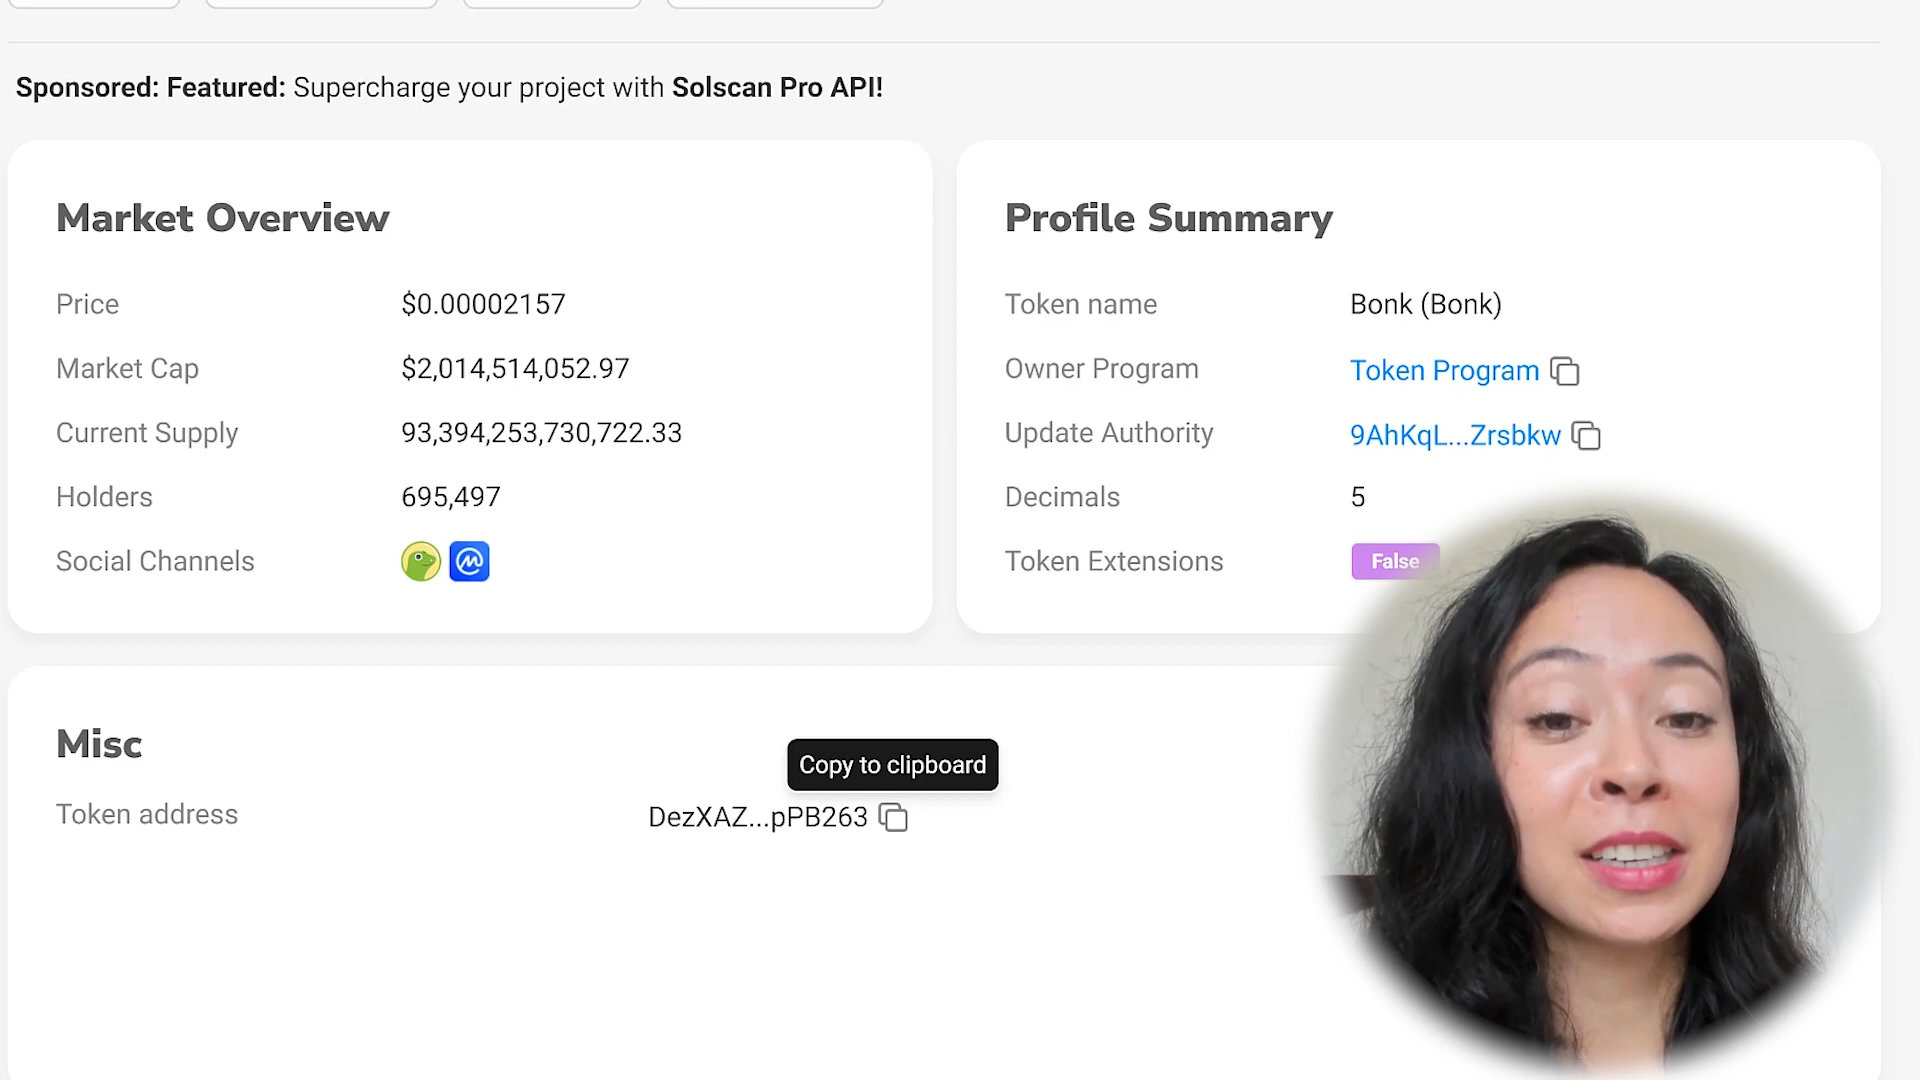 Sponsored: Featured: Supercharge your project with Solscan Pro API!
Market Overview
Price $0.00002157
Market Cap $2,014,514,052.97
Current Supply 93,394,253,730,722.33
Holders 695,497
Social Channels
Profile Summary
Token name Bonk (Bonk)
Owner Program Token Program
Update Authority 9AhKqL...Zrsbkw
Decimals 5
Token Extensions False
Misc
Copy to clipboard
Token address DezXAZ...pPB263